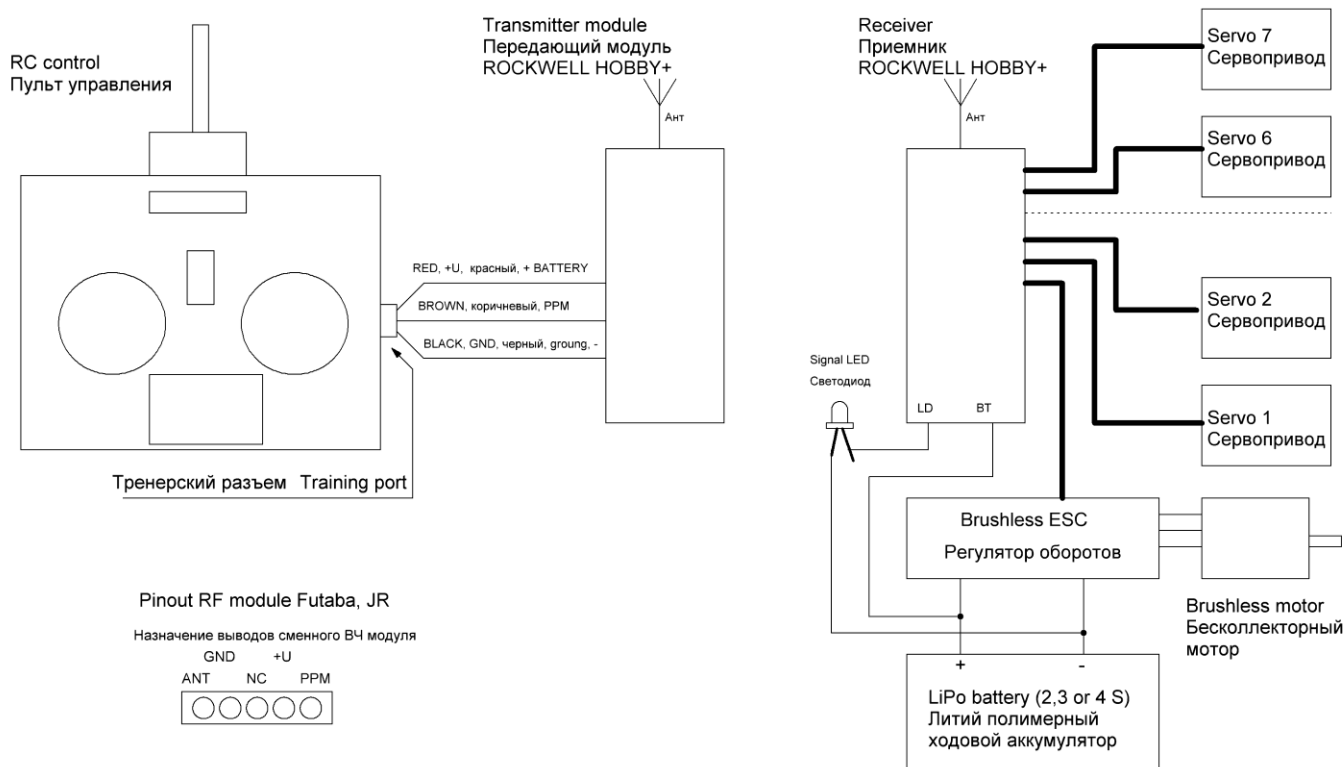 RC control
Пульт управления
Transmitter module
Передающий модуль
ROCKWELL HOBBY+
Ант
RED, +U, красный, + BATTERY
BROWN, коричневый, PPM
BLACK, GND, черный, groung, -
Тренерский разъем Training port
Pinout RF module Futaba, JR
Назначение выводов сменного ВЧ модуля
GND +U
ANT NC PPM
Receiver
Приемник
ROCKWELL HOBBY+
Ант
Servo 7
Сервопривод
Servo 6
Сервопривод
Servo 2
Сервопривод
Servo 1
Сервопривод
Signal LED
Светодиод
LD BT
Brushless ESC
Регулятор оборотов
Brushless motor
Бесколлекторный
мотор
+ -
LiPo battery (2,3 or 4 S)
Литий полимерный
ходовой аккумулятор